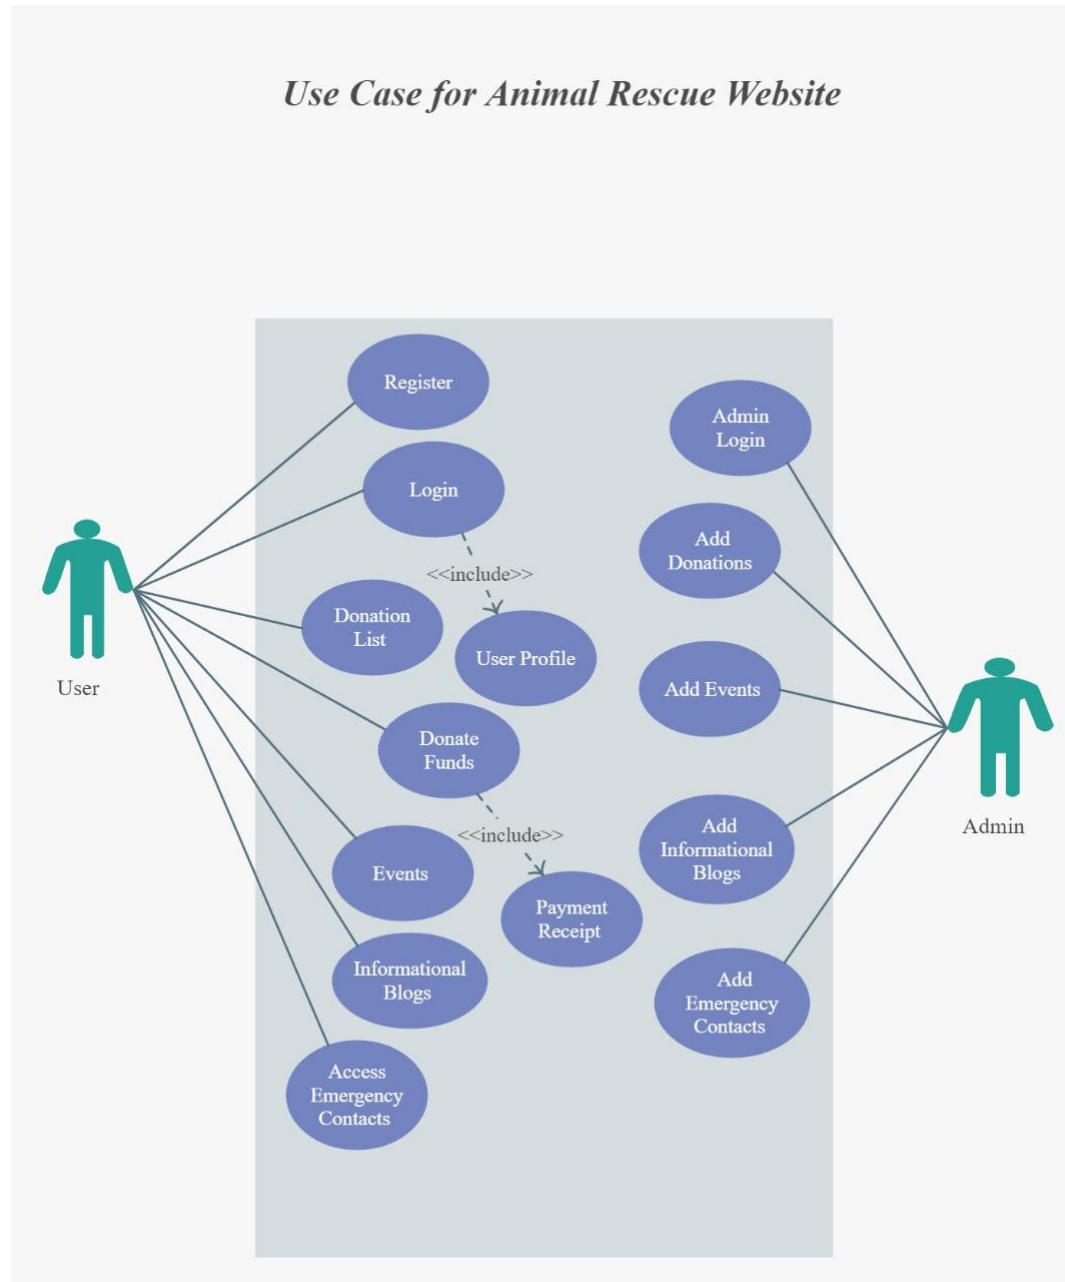 Use Case for Animal Rescue Website
Register
Admin
Login
Login
Add
Donations
<<include>>
Donation
List
User Profile
User
Add Events
Donate
Funds
Add
Informational
Blogs
Admin
<<include>>
Events
Payment
Receipt
Informational
Blogs
Add
Emergency
Contacts
Access
Emergency
Contacts